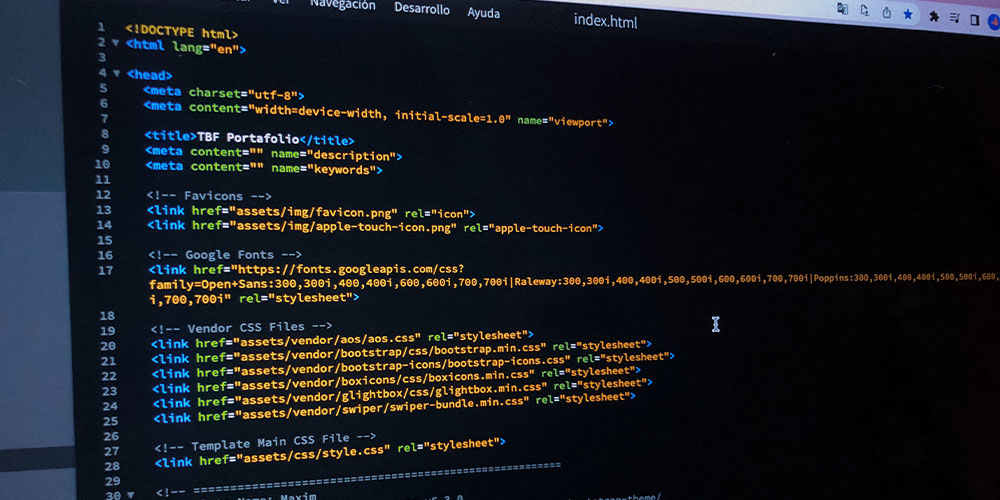 Ver Navegación Desarrollo Ayuda
index.html
1 <!DOCTYPE html>
2 <html lang="en">
3
4 <head>
5 <meta charset="utf-8">
6 <meta content="width=device-width, initial-scale=1.0" name="viewport">
7
8 <title>TBF Portafolio</title>
9 <meta content="" name="description">
10 <meta content="" name="keywords">
11
12 <!-- Favicons -->
13 <link href="assets/img/favicon.png" rel="icon">
14 <link href="assets/img/apple-touch-icon.png" rel="apple-touch-icon">
15
16 <!-- Google Fonts -->
17 <link href="https://fonts.googleapis.com/css?
family=Open+Sans:300,300i,400,400i,600,600i,700,700i|Raleway:300,300i,400,400i,500,500i,600,600i,700,700i|Poppins:300,300i,400,400i,500,500i,600,
i,700,700i" rel="stylesheet">
18
19 <!-- Vendor CSS Files -->
20 <link href="assets/vendor/aos/aos.css" rel="stylesheet">
21 <link href="assets/vendor/bootstrap/css/bootstrap.min.css" rel="stylesheet">
22 <link href="assets/vendor/bootstrap-icons/bootstrap-icons.css" rel="stylesheet">
23 <link href="assets/vendor/boxicons/css/boxicons.min.css" rel="stylesheet">
24 <link href="assets/vendor/glightbox/css/glightbox.min.css" rel="stylesheet">
25 <link href="assets/vendor/swiper/swiper-bundle.min.css" rel="stylesheet">
26
27 <!-- Template Main CSS File -->
28 <link href="assets/css/style.css" rel="stylesheet">
29
30 <!-- =======================================================
Name: Maxim